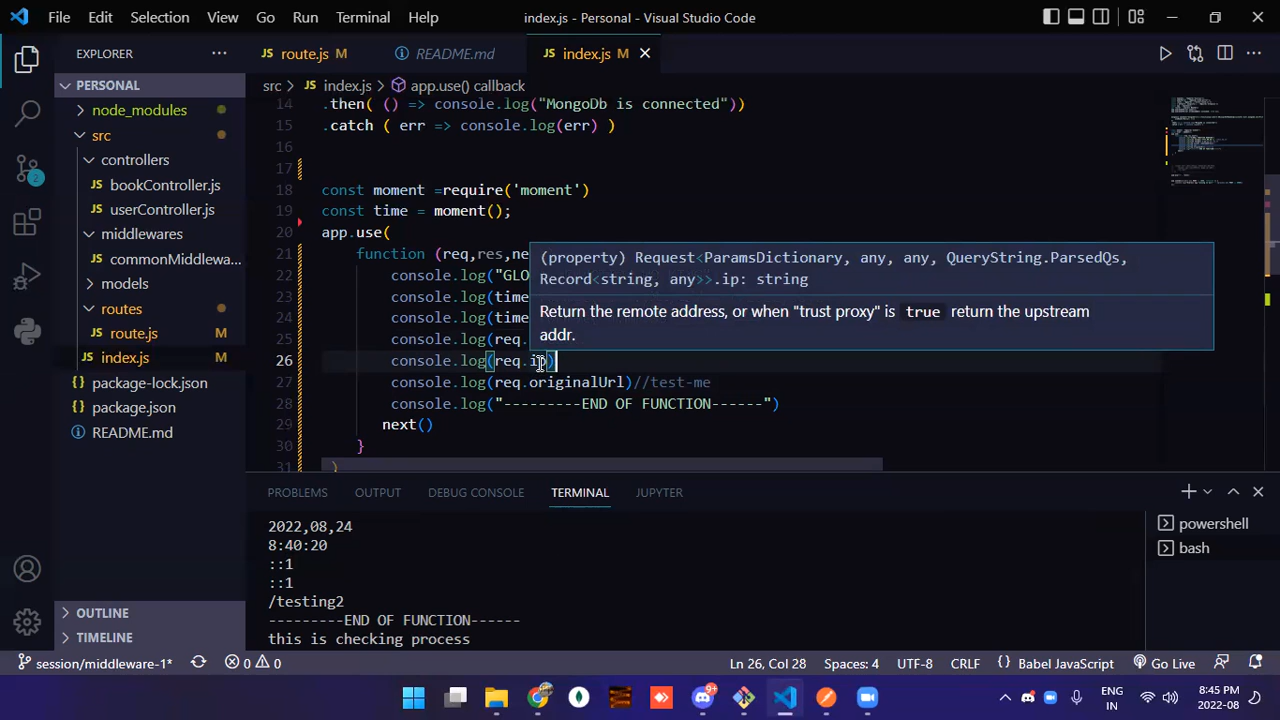 File Edit Selection View Go Run Terminal Help index.js - Personal - Visual Studio Code
EXPLORER
PERSONAL
node_modules
src
controllers
bookController.js
userController.js
middlewares
commonMiddlewa...
models
routes
route.js M
index.js M
package-lock.json
package.json
README.md
OUTLINE
TIMELINE
route.js M README.md index.js M
src > index.js > app.use() callback
14 .then( () => console.log("MongoDb is connected"))
15 .catch ( err => console.log(err) )
16
17
18 const moment =require('moment')
19 const time = moment();
20 app.use(
21 function (req,res,ne
22 console.log("GLO
23 console.log(time
24 console.log(time
25 console.log(req.
26 console.log(req.ip)
27 console.log(req.originalUrl)//test-me
28 console.log("---------END OF FUNCTION------")
29 next()
30 }
31 )
(property) Request<ParamsDictionary, any, any, QueryString.ParsedQs,
Record<string, any>>.ip: string
Return the remote address, or when "trust proxy" is true return the upstream
addr.
PROBLEMS OUTPUT DEBUG CONSOLE TERMINAL JUPYTER
2022,08,24
8:40:20
::1
::1
/testing2
---------END OF FUNCTION------
this is checking process
powershell
bash
2
session/middleware-1* 0 0 Ln 26, Col 28 Spaces: 4 UTF-8 CRLF Babel JavaScript Go Live
9+
ENG
IN
8:45 PM
2022-08